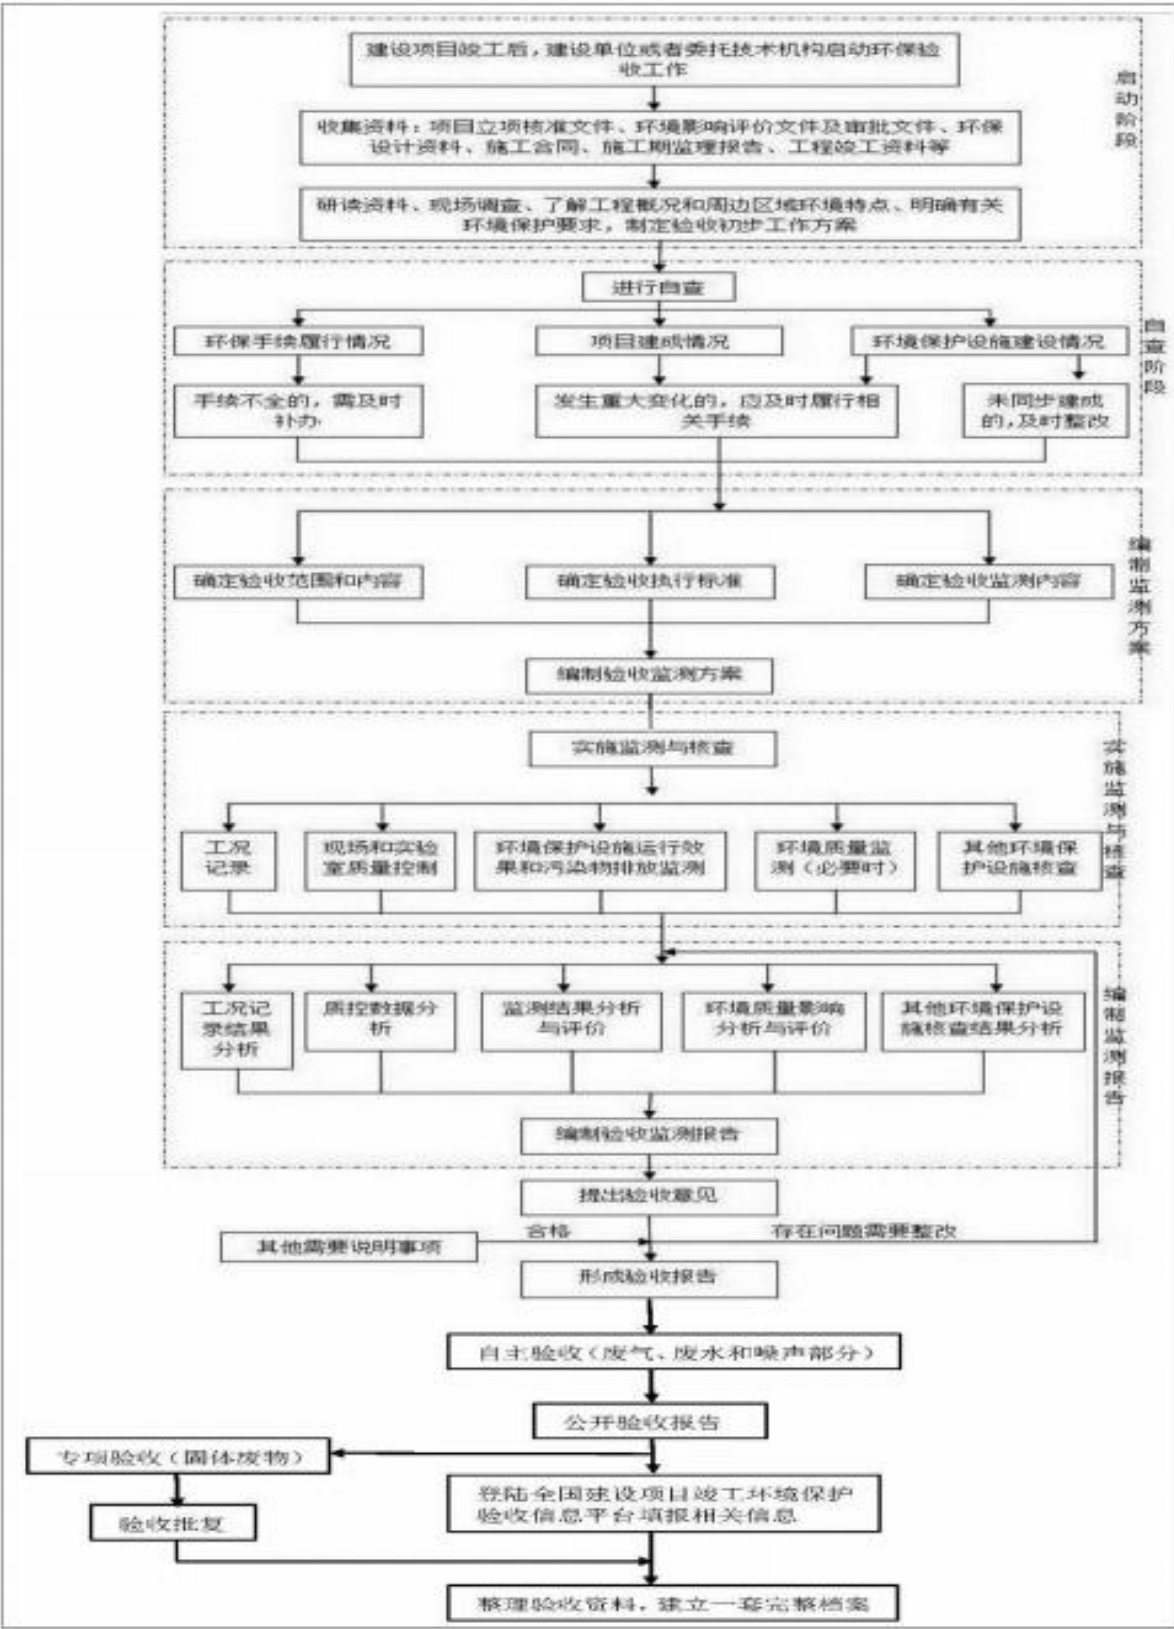 建设项目竣工后，建设单位或者委托技术机构启动环保验
收工作
启动阶段
收集资料：项目立项核准文件、环境影响评价文件及审批文件、环保
设计资料、施工合同、施工期监理报告、工程竣工资料等
研读资料、现场调查、了解工程概况和周边区域环境特点、明确有关
环境保护要求，制定验收初步工作方案
进行自查
自查阶段
环保手续履行情况
项目建成情况
环境保护设施建设情况
手续不全的，需及时
补办
发生重大变化的，应及时履行相
关手续
未同步建成
的，及时整改
编制监测方案
确定验收范围和内容
确定验收执行标准
确定验收监测内容
编制验收监测方案
实施监测与核查
实施监测与核查
工况
记录
现场和实验
室质量控制
环境保护设施运行效
果和污染物排放监测
环境质量监
测（必要时）
其他环境保
护设施核查
编制监测报告
工况记
录结果
分析
质控数据分
析
监测结果分析
与评价
环境质量影响
分析与评价
其他环境保护设
施核查结果分析
编制验收监测报告
提出验收意见
合格
存在问题需要整改
其他需要说明事项
形成验收报告
自主验收（废气、废水和噪声部分）
公开验收报告
专项验收（固体废物）
登陆全国建设项目竣工环境保护
验收信息平台填报相关信息
验收批复
整理验收资料，建立一套完整档案